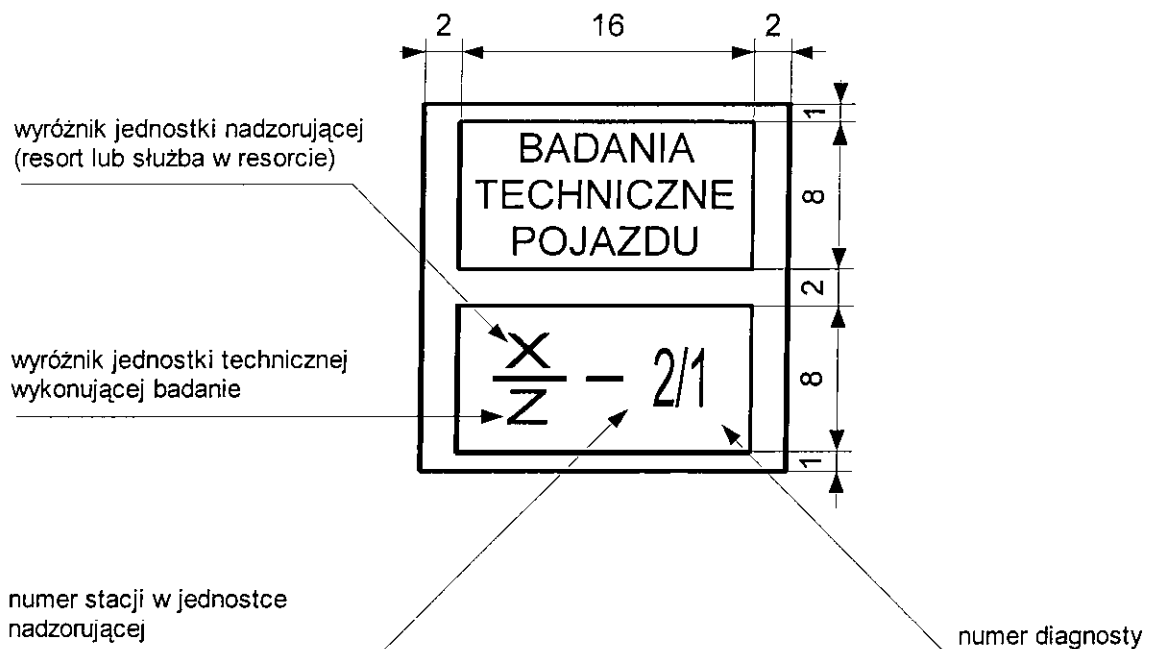 2 16 2
1
wyróżnik jednostki nadzorującej
(resort lub służba w resorcie)
BADANIA
TECHNICZNE
POJAZDU
8
2
wyróżnik jednostki technicznej
wykonującej badanie
X
Z
– 2/1
8
1
numer stacji w jednostce
nadzorującej
numer diagnosty